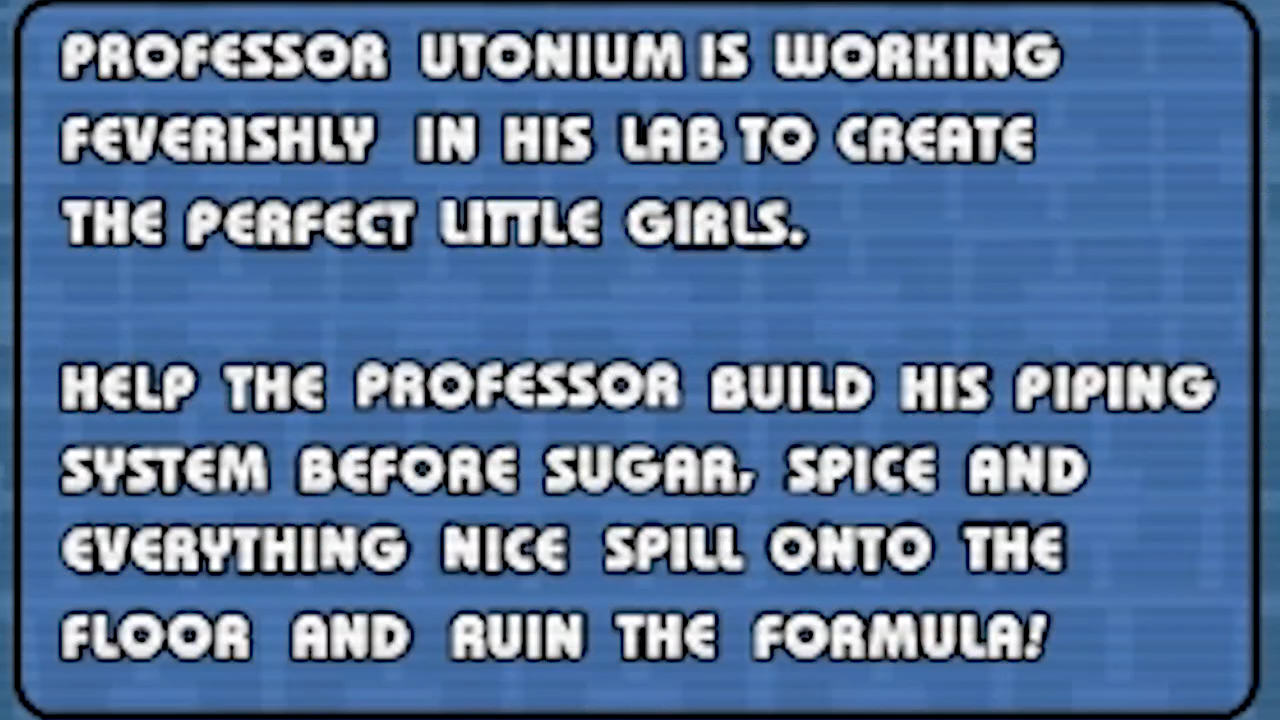 PROFESSOR UTONIUM IS WORKING
FEVERISHLY IN HIS LAB TO CREATE
THE PERFECT LITTLE GIRLS.
HELP THE PROFESSOR BUILD HIS PIPING
SYSTEM BEFORE SUGAR, SPICE AND
EVERYTHING NICE SPILL ONTO THE
FLOOR AND RUIN THE FORMULA!